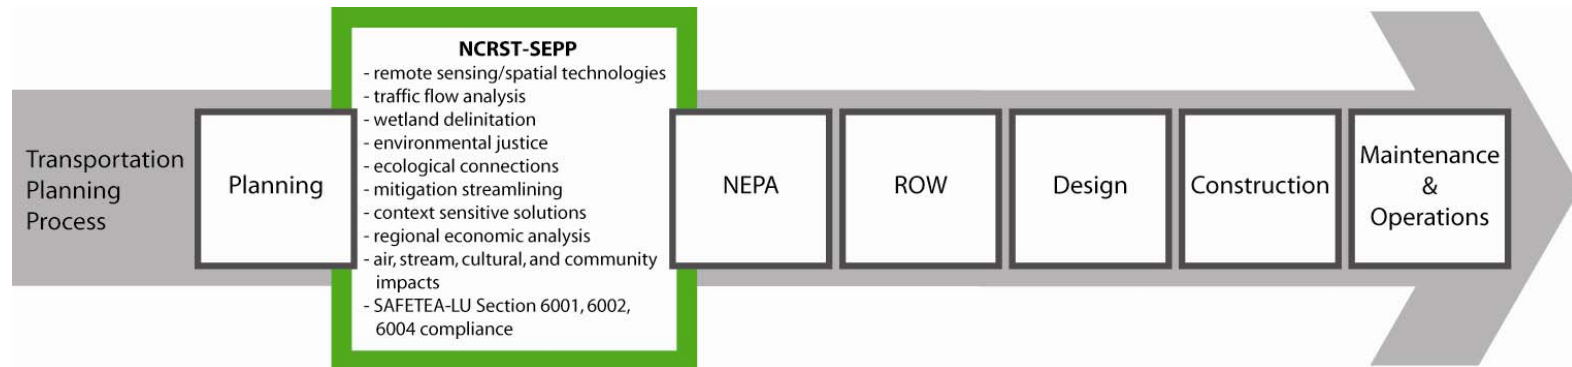 Transportation
Planning
Process
Planning
NCRST-SEPP
- remote sensing/spatial technologies
- traffic flow analysis
- wetland delinitation
- environmental justice
- ecological connections
- mitigation streamlining
- context sensitive solutions
- regional economic analysis
- air, stream, cultural, and community
impacts
- SAFETEA-LU Section 6001, 6002,
6004 compliance
NEPA
ROW
Design
Construction
Maintenance
&
Operations